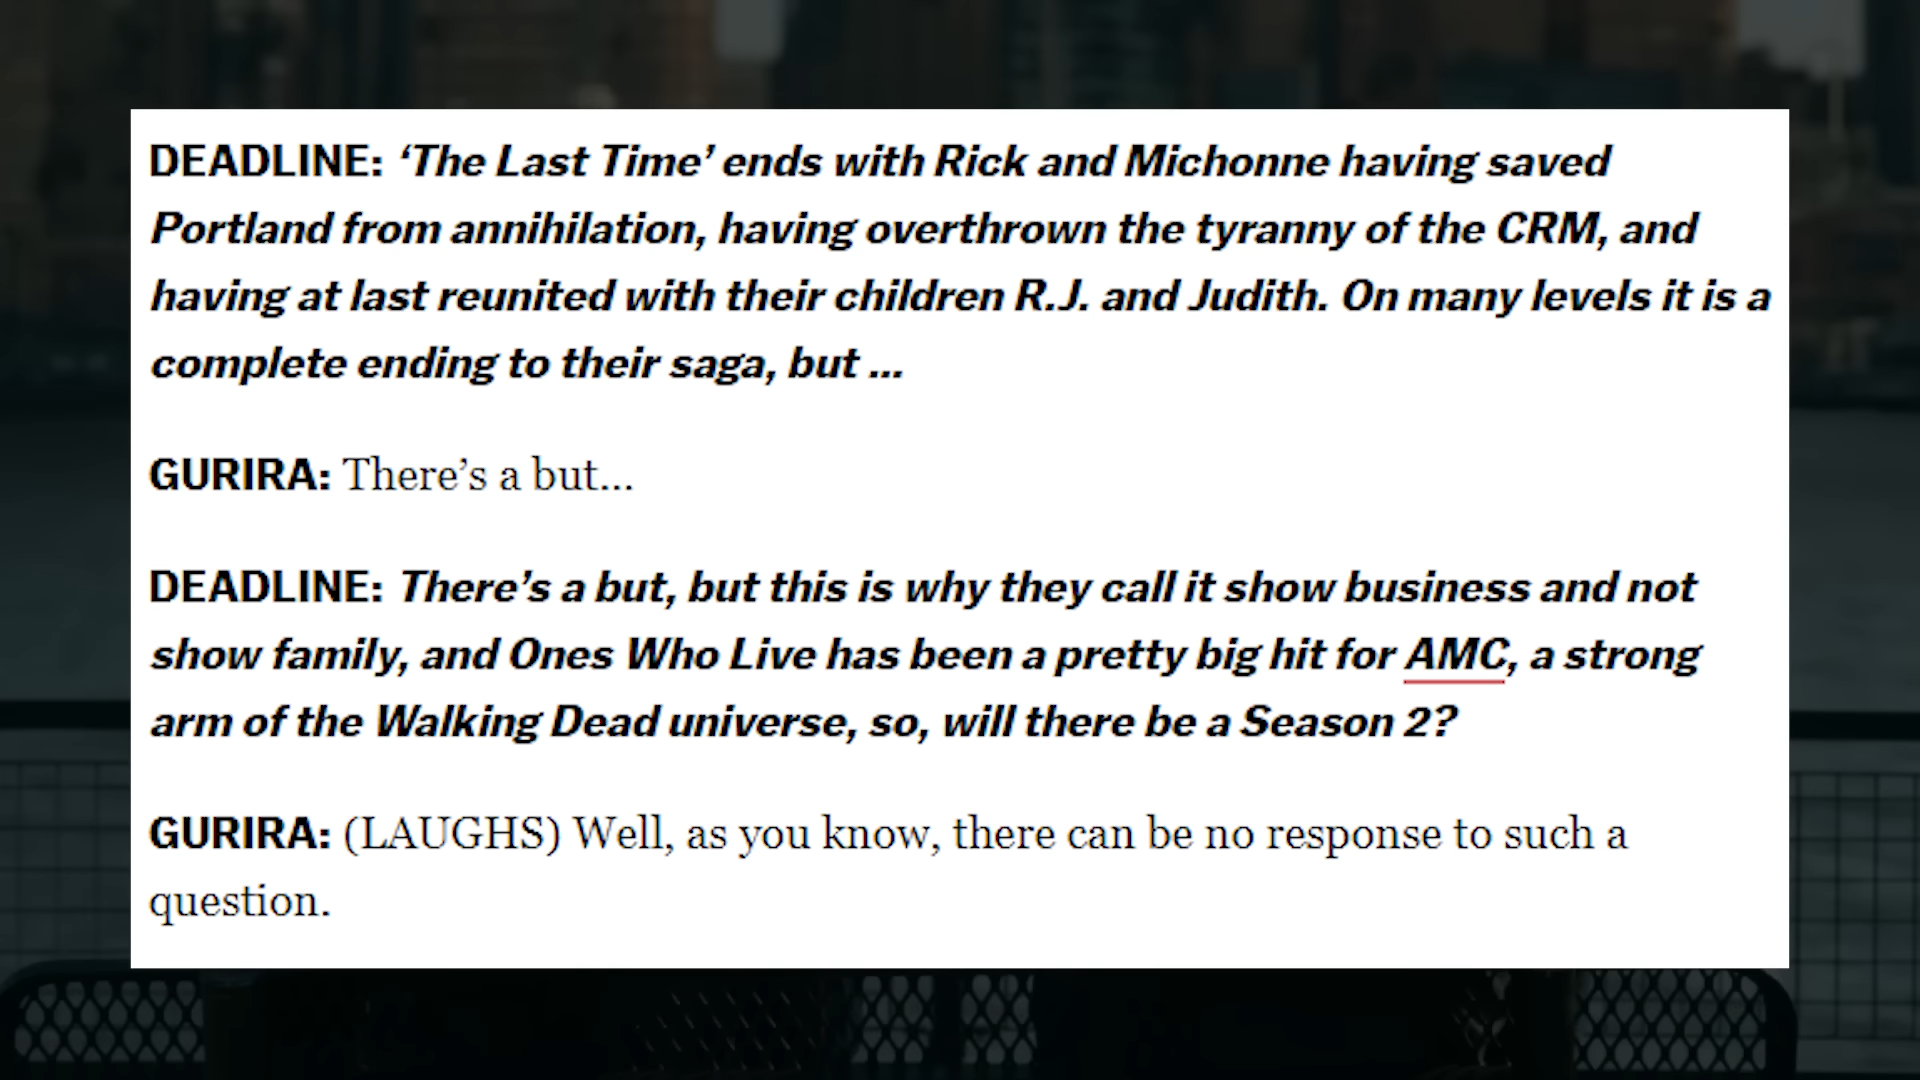 DEADLINE: ‘The Last Time’ ends with Rick and Michonne having saved
Portland from annihilation, having overthrown the tyranny of the CRM, and
having at last reunited with their children R.J. and Judith. On many levels it is a
complete ending to their saga, but ...
GURIRA: There’s a but...
DEADLINE: There’s a but, but this is why they call it show business and not
show family, and Ones Who Live has been a pretty big hit for AMC, a strong
arm of the Walking Dead universe, so, will there be a Season 2?
GURIRA: (LAUGHS) Well, as you know, there can be no response to such a
question.